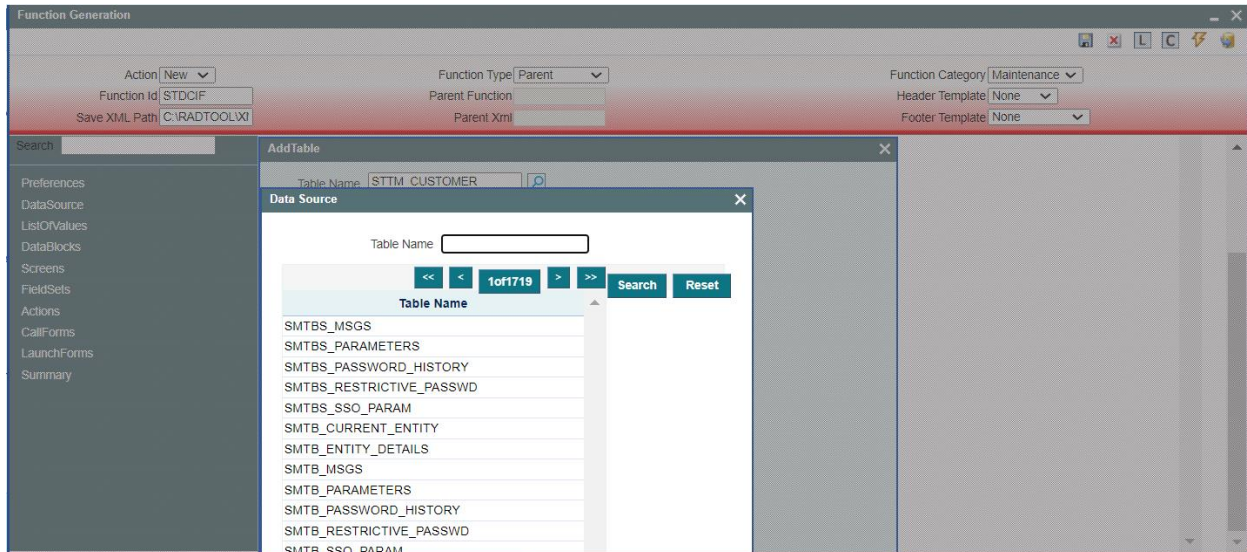 Function Generation
L C
Action New Function Type Parent Function Category Maintenance
Function Id STDCIF Parent Function Header Template None
Save XML Path C:\RADTOOL\XI Parent Xml Footer Template None
Search
AddTable
Preferences
DataSource
ListOfValues
DataBlocks
Screens
FieldSets
Actions
CallForms
LaunchForms
Summary
Table Name STTM_CUSTOMER
Data Source
Table Name
<< < 1of1719 > >> Search Reset
Table Name
SMTBS_MSGS
SMTBS_PARAMETERS
SMTBS_PASSWORD_HISTORY
SMTBS_RESTRICTIVE_PASSWD
SMTBS_SSO_PARAM
SMTB_CURRENT_ENTITY
SMTB_ENTITY_DETAILS
SMTB_MSGS
SMTB_PARAMETERS
SMTB_PASSWORD_HISTORY
SMTB_RESTRICTIVE_PASSWD
SMTB_SSO_PARAM